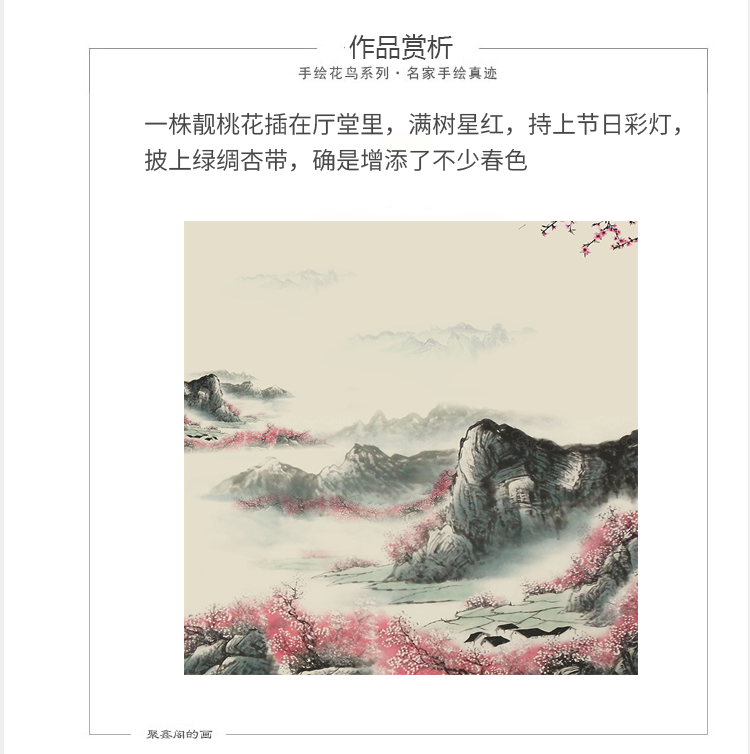 作品赏析
手绘花鸟系列·名家手绘真迹
一株靓桃花插在厅堂里，满树星红，持上节日彩灯，
披上绿绸杏带，确是增添了不少春色
聚鑫阁的画